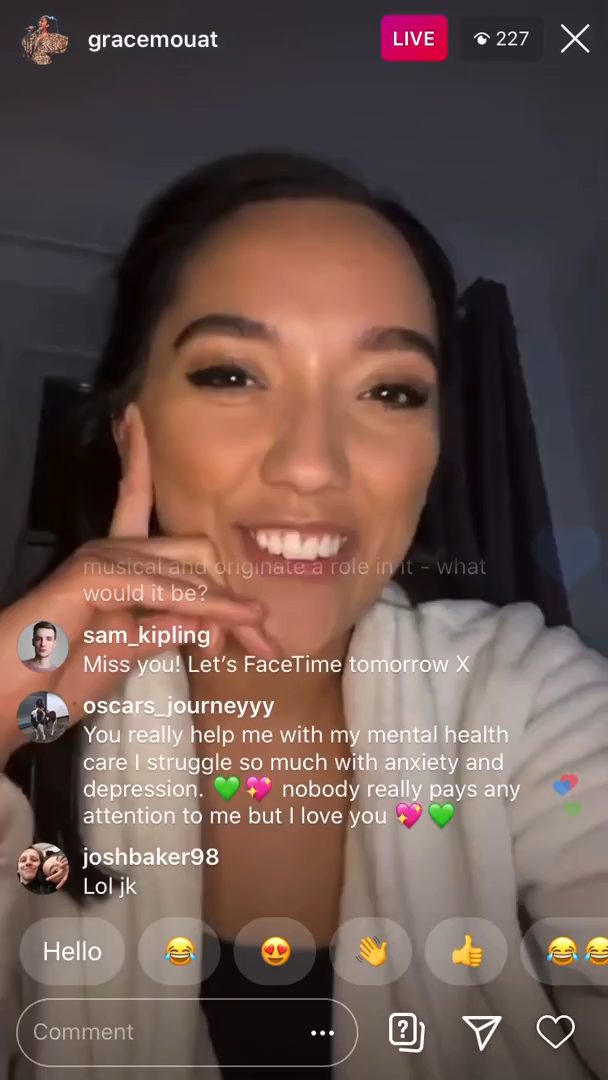 gracemouat
LIVE
227
musical and originate a role in it - what
would it be?
sam_kipling
Miss you! Let’s FaceTime tomorrow X
oscars_journeyyy
You really help me with my mental health
care I struggle so much with anxiety and
depression. 💚💖 nobody really pays any
attention to me but I love you 💖💚
joshbaker98
Lol jk
Hello 😂 😍 👋 👍 😂😂
Comment